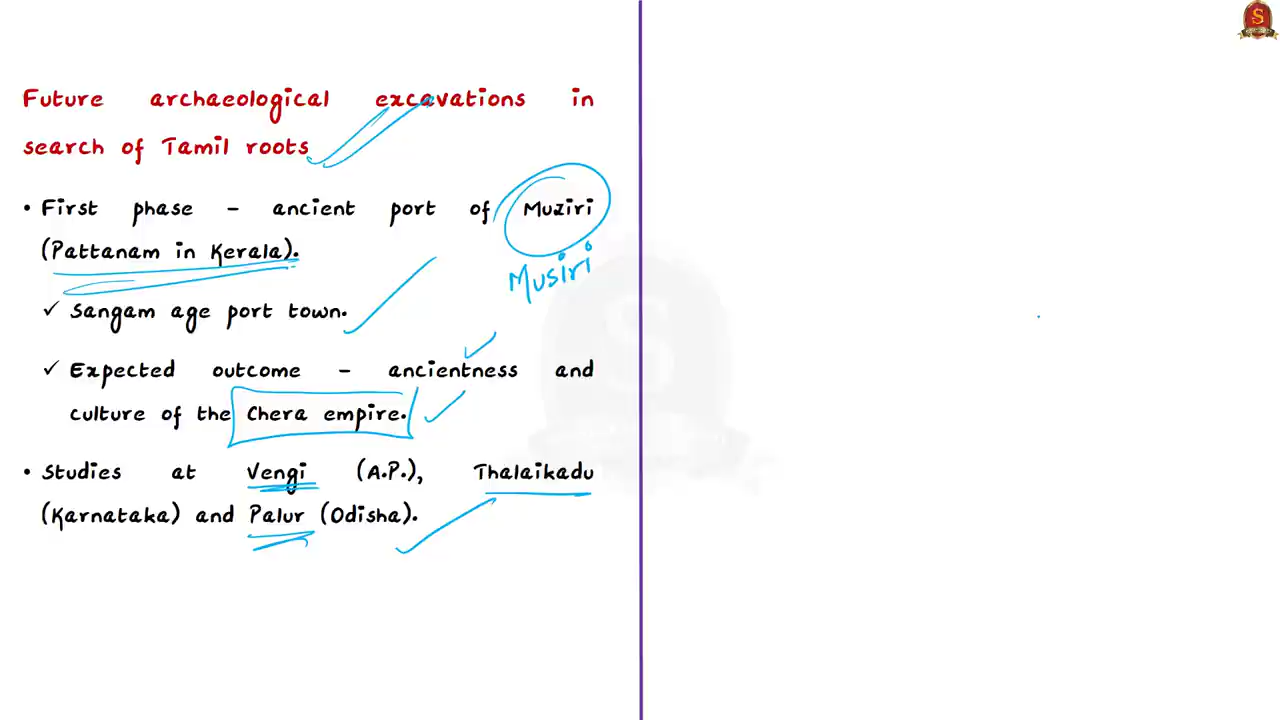 Future archaeological excavations in
search of Tamil roots
• First phase – ancient port of Muziri
(Pattanam in Kerala).
Musiri
✓ Sangam age port town.
✓ Expected outcome – ancientness and
culture of the Chera empire.
• Studies at Vengi (A.P.), Thalaikadu
(Karnataka) and Palur (Odisha).
S
S